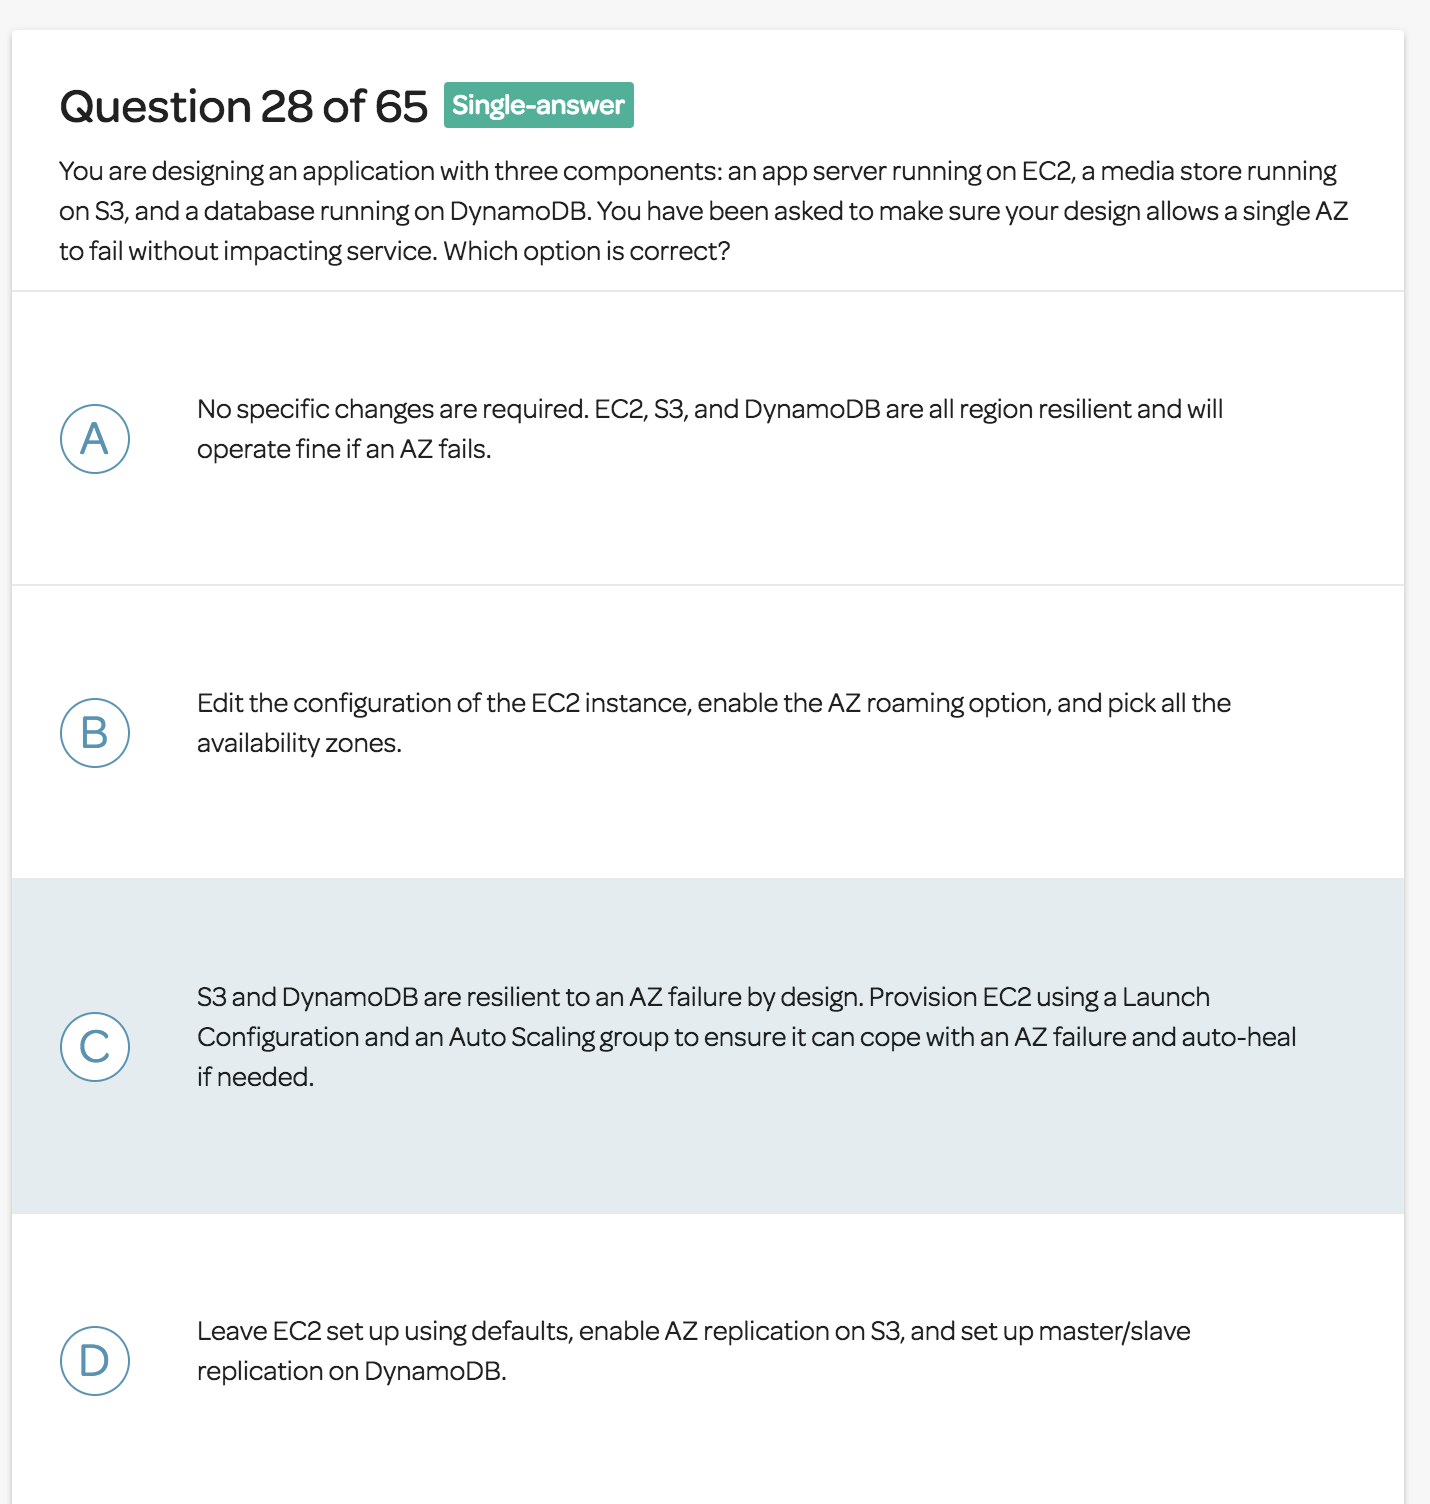 Question 28 of 65 Single-answer
You are designing an application with three components: an app server running on EC2, a media store running
on S3, and a database running on DynamoDB. You have been asked to make sure your design allows a single AZ
to fail without impacting service. Which option is correct?
A
No specific changes are required. EC2, S3, and DynamoDB are all region resilient and will
operate fine if an AZ fails.
B
Edit the configuration of the EC2 instance, enable the AZ roaming option, and pick all the
availability zones.
C
S3 and DynamoDB are resilient to an AZ failure by design. Provision EC2 using a Launch
Configuration and an Auto Scaling group to ensure it can cope with an AZ failure and auto-heal
if needed.
D
Leave EC2 set up using defaults, enable AZ replication on S3, and set up master/slave
replication on DynamoDB.